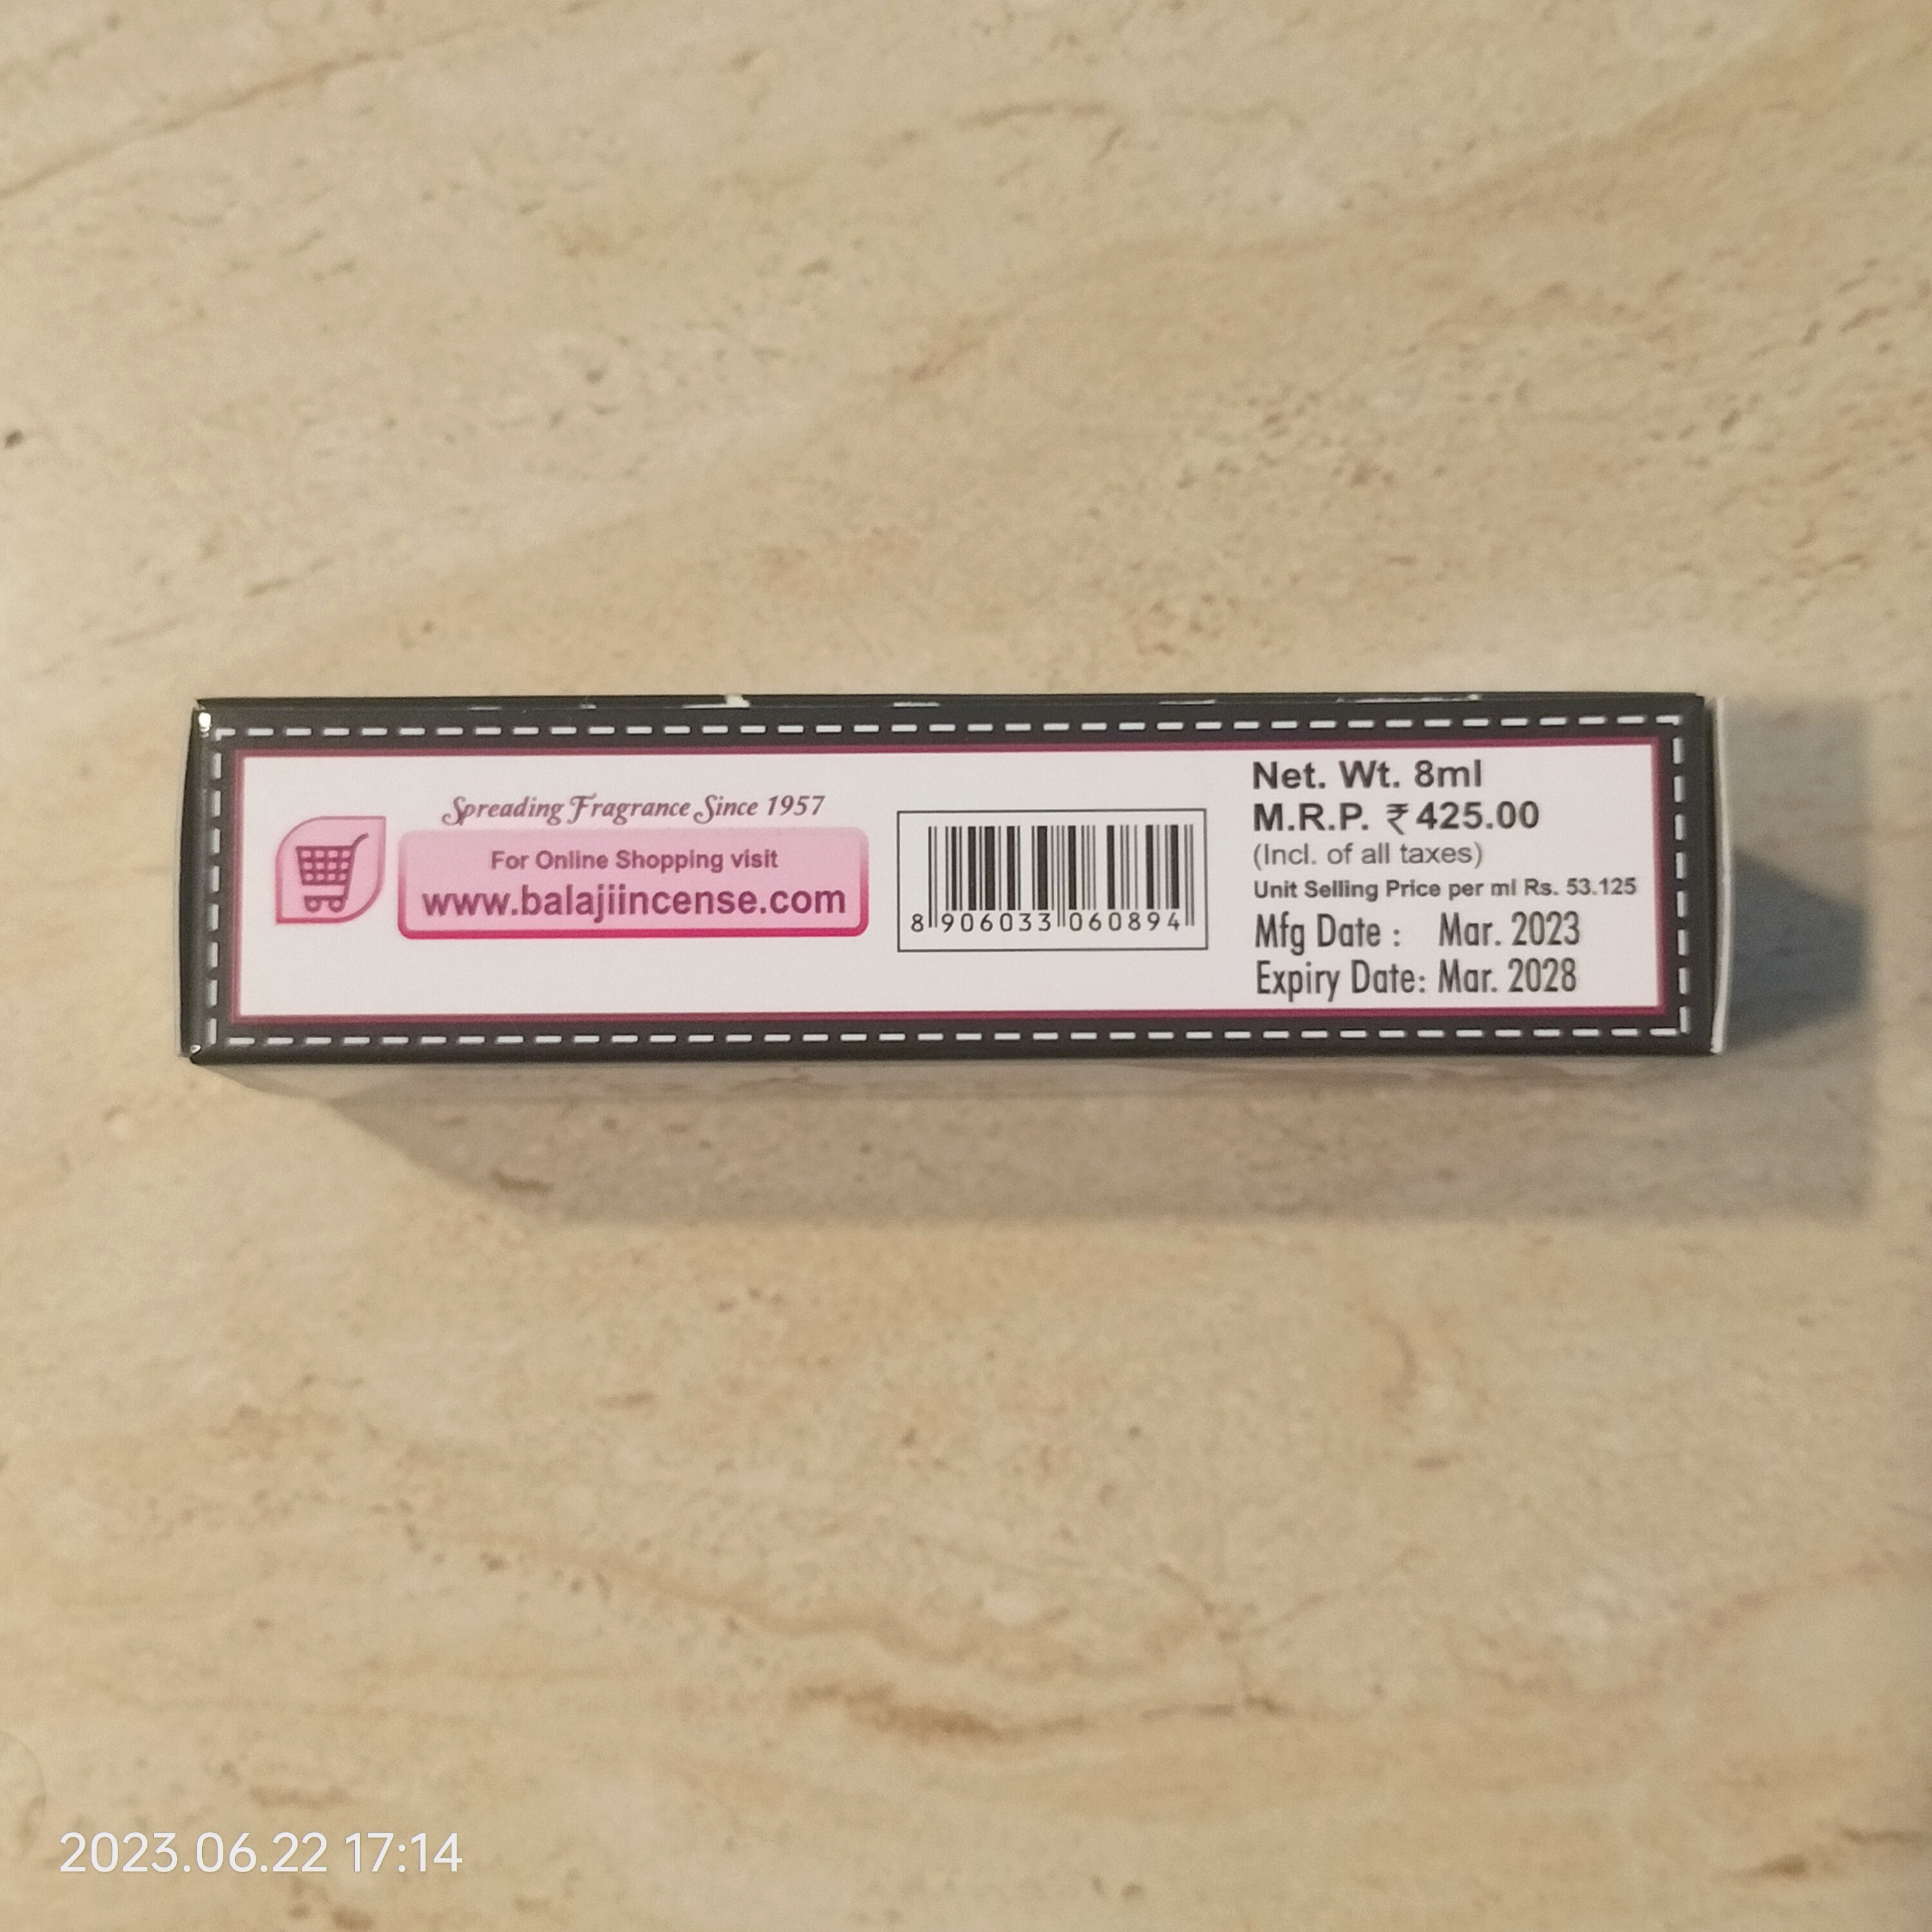 Spreading Fragrance Since 1957
For Online Shopping visit
www.balajiincense.com
8 906033 060894
Net. Wt. 8ml
M.R.P. ₹ 425.00
(Incl. of all taxes)
Unit Selling Price per ml Rs. 53.125
Mfg Date : Mar. 2023
Expiry Date: Mar. 2028
2023.06.22 17:14